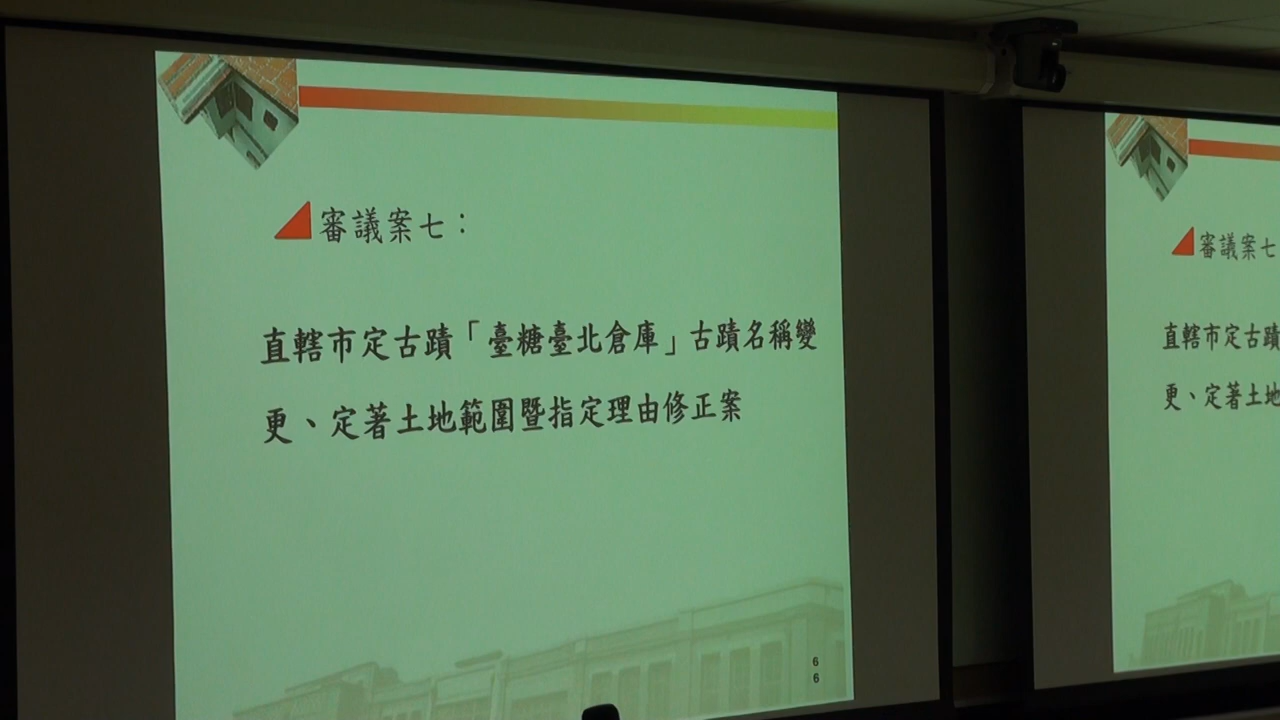 審議案七：
直轄市定古蹟「臺糖臺北倉庫」古蹟名稱變
更、定著土地範圍暨指定理由修正案
6
6
審議案七
直轄市定古蹟
更、定著土地